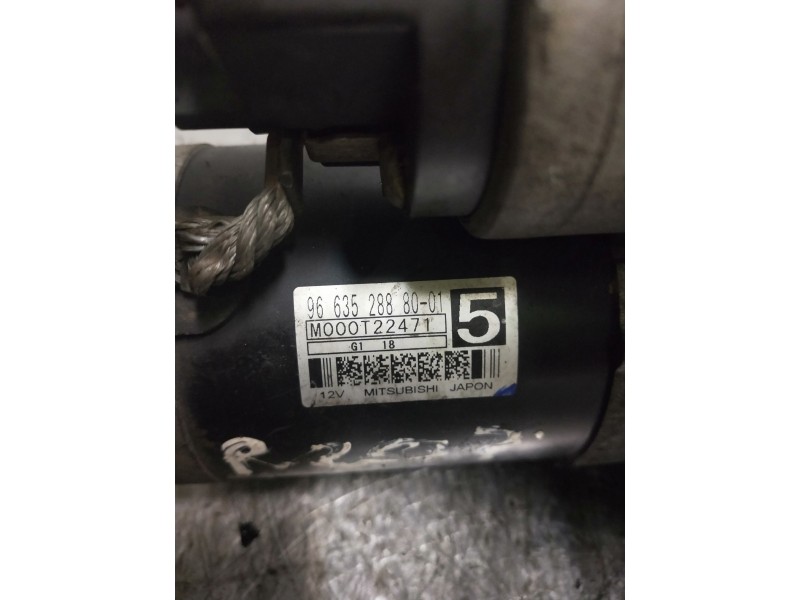 96 635 288 80-01
M000T22471
5
G1 18
12V MITSUBISHI JAPON